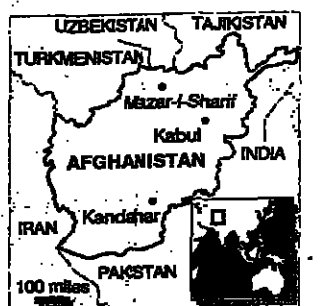 UZBEKISTAN
TAJIKISTAN
TURKMENISTAN
Mazar-i-Sharif
Kabul
AFGHANISTAN
INDIA
IRAN
Kandahar
PAKISTAN
100 miles